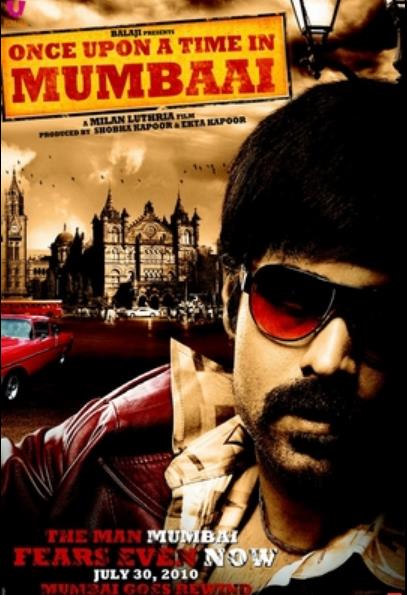 BALAJI PRESENTS
ONCE UPON A TIME IN
MUMBAAI
A MILAN LUTHRIA FILM
PRODUCED BY SHOBHA KAPOOR & EKTA KAPOOR
THE MAN MUMBAI
FEARS EVEN NOW
JULY 30, 2010
MUMBAI GOES REWIND